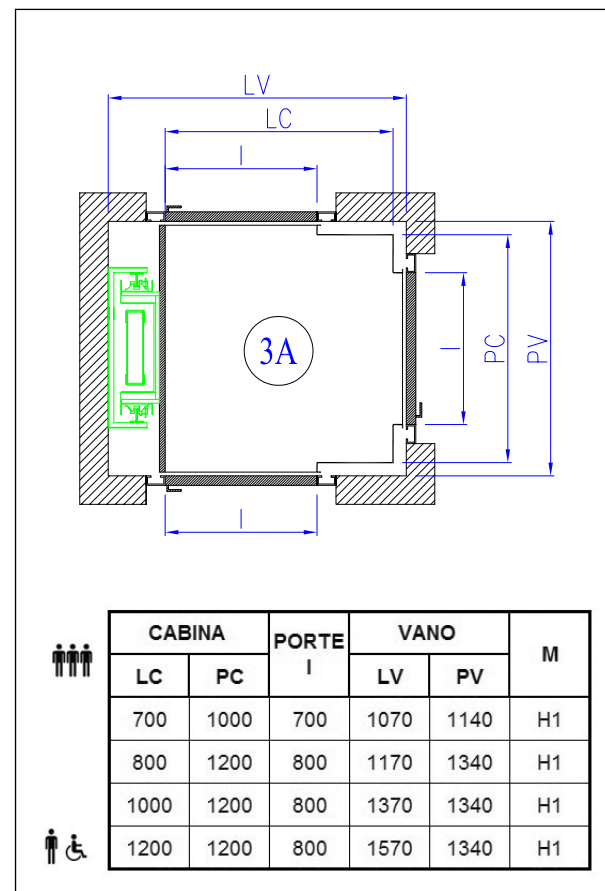 LV
LC
I
3A
I
PC
PV
I
CABINA PORTE I VANO M
LC PC LV PV
700 1000 700 1070 1140 H1
800 1200 800 1170 1340 H1
1000 1200 800 1370 1340 H1
1200 1200 800 1570 1340 H1